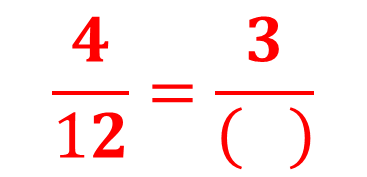 4/12 = 3/( )